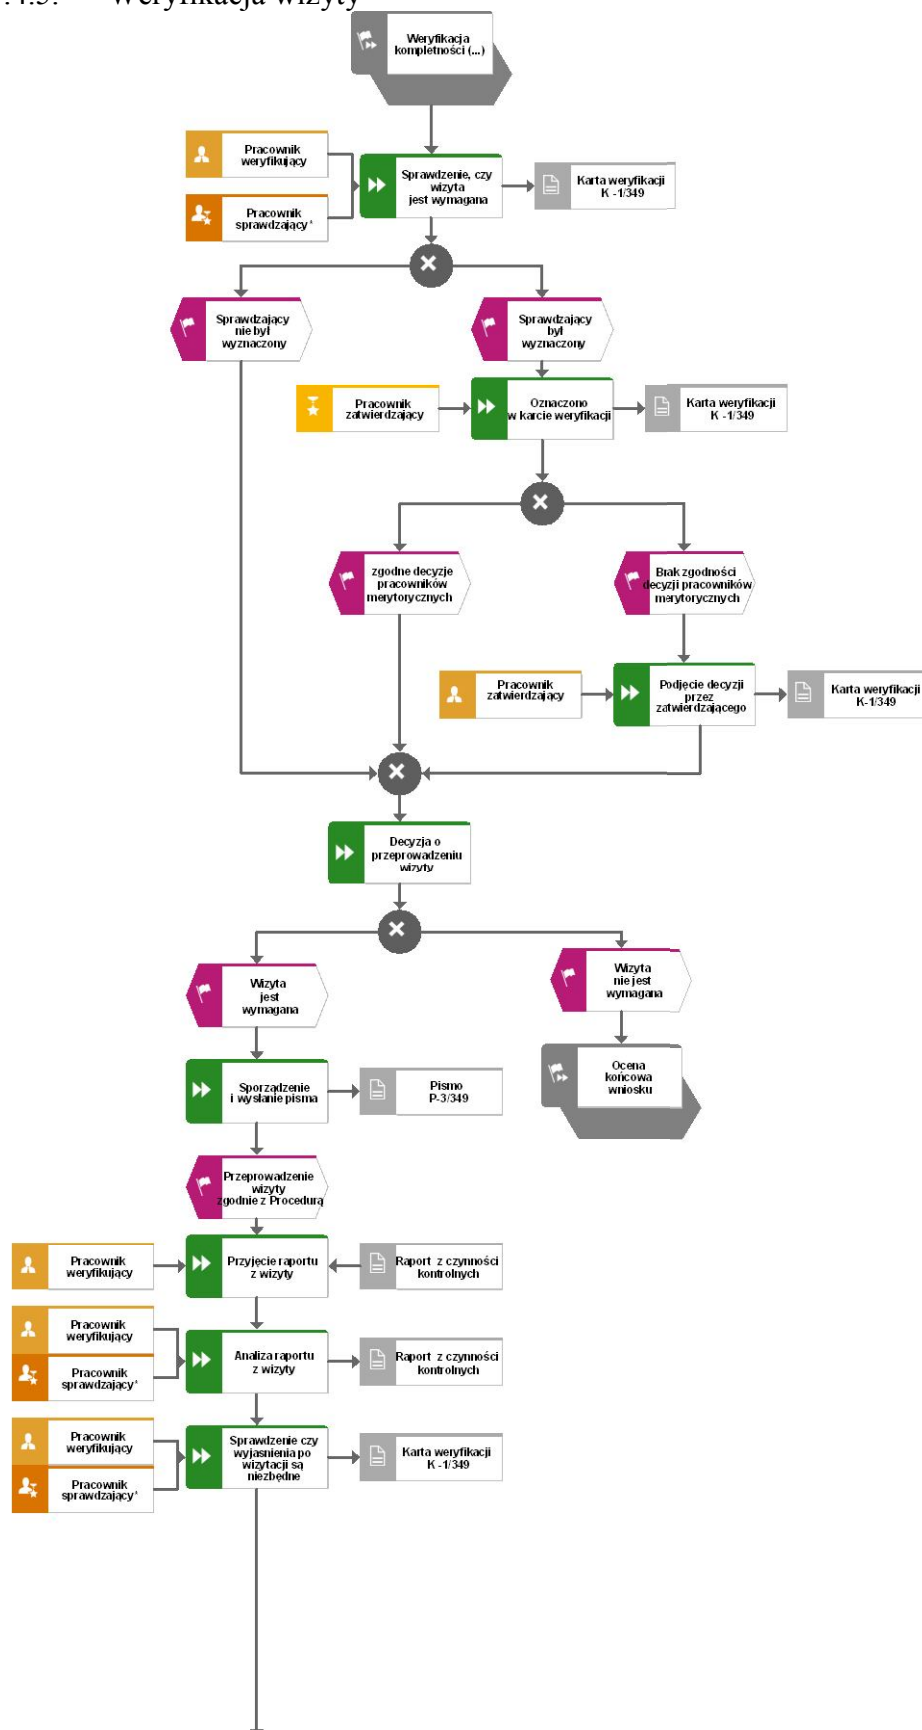 .4.3. Weryfikacja wizyty
Weryfikacja
kompletności (...)
Pracownik
weryfikujący
Sprawdzenie, czy
wizyta
jest wymagana
Karta weryfikacji
K -1/349
Pracownik
sprawdzający*
Sprawdzający
nie był
wyznaczony
Sprawdzający
był
wyznaczony
Pracownik
zatwierdzający
Oznaczono
w karcie weryfikacji
Karta weryfikacji
K -1/349
zgodne decyzje
pracowników
merytorycznych
Brak zgodności
decyzji pracowników
merytorycznych
Pracownik
zatwierdzający
Podjęcie decyzji
przez
zatwierdzającego
Karta weryfikacji
K-1/349
Decyzja o
przeprowadzeniu
wizyty
Wizyta
jest
wymagana
Wizyta
nie jest
wymagana
Sporządzenie
i wysłanie pisma
Pismo
P-3/349
Ocena
końcowa
wniosku
Przeprowadzenie
wizyty
zgodnie z Procedurą
Pracownik
weryfikujący
Przyjęcie raportu
z wizyty
Raport z czynności
kontrolnych
Pracownik
weryfikujący
Pracownik
sprawdzający*
Analiza raportu
z wizyty
Raport z czynności
kontrolnych
Pracownik
weryfikujący
Pracownik
sprawdzający*
Sprawdzenie czy
wyjasnienia po
wizytacji są
niezbędne
Karta weryfikacji
K -1/349